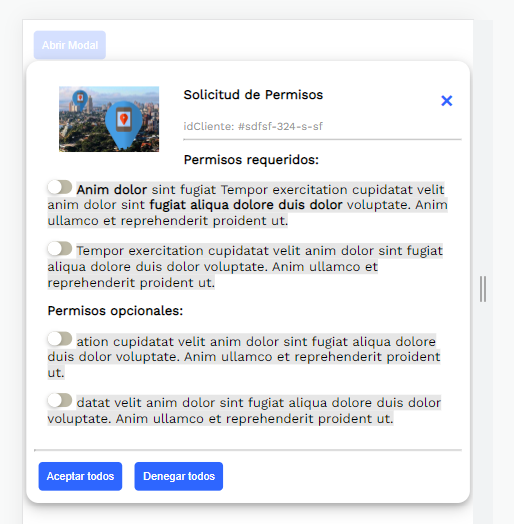 Abrir Modal
Solicitud de Permisos
×
idCliente: #sdfsf-324-s-sf
Permisos requeridos:
Anim dolor sint fugiat Tempor exercitation cupidatat velit
anim dolor sint fugiat aliqua dolore duis dolor voluptate. Anim
ullamco et reprehenderit proident ut.
Tempor exercitation cupidatat velit anim dolor sint fugiat
aliqua dolore duis dolor voluptate. Anim ullamco et
reprehenderit proident ut.
Permisos opcionales:
ation cupidatat velit anim dolor sint fugiat aliqua dolore
duis dolor voluptate. Anim ullamco et reprehenderit proident
ut.
datat velit anim dolor sint fugiat aliqua dolore duis dolor
voluptate. Anim ullamco et reprehenderit proident ut.
Aceptar todos
Denegar todos